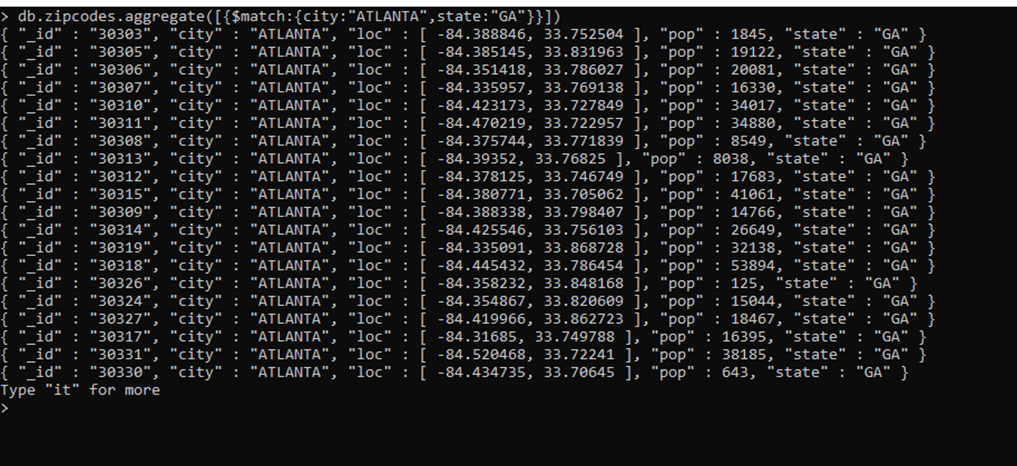 > db.zipcodes.aggregate([{$match:{city:"ATLANTA",state:"GA"}}])
{ "_id" : "30303", "city" : "ATLANTA", "loc" : [ -84.388846, 33.752504 ], "pop" : 1845, "state" : "GA" }
{ "_id" : "30305", "city" : "ATLANTA", "loc" : [ -84.385145, 33.831963 ], "pop" : 19122, "state" : "GA" }
{ "_id" : "30306", "city" : "ATLANTA", "loc" : [ -84.351418, 33.786027 ], "pop" : 20081, "state" : "GA" }
{ "_id" : "30307", "city" : "ATLANTA", "loc" : [ -84.335957, 33.769138 ], "pop" : 16330, "state" : "GA" }
{ "_id" : "30310", "city" : "ATLANTA", "loc" : [ -84.423173, 33.727849 ], "pop" : 34017, "state" : "GA" }
{ "_id" : "30311", "city" : "ATLANTA", "loc" : [ -84.470219, 33.722957 ], "pop" : 34880, "state" : "GA" }
{ "_id" : "30308", "city" : "ATLANTA", "loc" : [ -84.375744, 33.771839 ], "pop" : 8549, "state" : "GA" }
{ "_id" : "30313", "city" : "ATLANTA", "loc" : [ -84.39352, 33.76825 ], "pop" : 8038, "state" : "GA" }
{ "_id" : "30312", "city" : "ATLANTA", "loc" : [ -84.378125, 33.746749 ], "pop" : 17683, "state" : "GA" }
{ "_id" : "30315", "city" : "ATLANTA", "loc" : [ -84.380771, 33.705062 ], "pop" : 41061, "state" : "GA" }
{ "_id" : "30309", "city" : "ATLANTA", "loc" : [ -84.388338, 33.798407 ], "pop" : 14766, "state" : "GA" }
{ "_id" : "30314", "city" : "ATLANTA", "loc" : [ -84.425546, 33.756103 ], "pop" : 26649, "state" : "GA" }
{ "_id" : "30319", "city" : "ATLANTA", "loc" : [ -84.335091, 33.868728 ], "pop" : 32138, "state" : "GA" }
{ "_id" : "30318", "city" : "ATLANTA", "loc" : [ -84.445432, 33.786454 ], "pop" : 53894, "state" : "GA" }
{ "_id" : "30326", "city" : "ATLANTA", "loc" : [ -84.358232, 33.848168 ], "pop" : 125, "state" : "GA" }
{ "_id" : "30324", "city" : "ATLANTA", "loc" : [ -84.354867, 33.820609 ], "pop" : 15044, "state" : "GA" }
{ "_id" : "30327", "city" : "ATLANTA", "loc" : [ -84.419966, 33.862723 ], "pop" : 18467, "state" : "GA" }
{ "_id" : "30317", "city" : "ATLANTA", "loc" : [ -84.31685, 33.749788 ], "pop" : 16395, "state" : "GA" }
{ "_id" : "30331", "city" : "ATLANTA", "loc" : [ -84.520468, 33.72241 ], "pop" : 38185, "state" : "GA" }
{ "_id" : "30330", "city" : "ATLANTA", "loc" : [ -84.434735, 33.70645 ], "pop" : 643, "state" : "GA" }
Type "it" for more
>